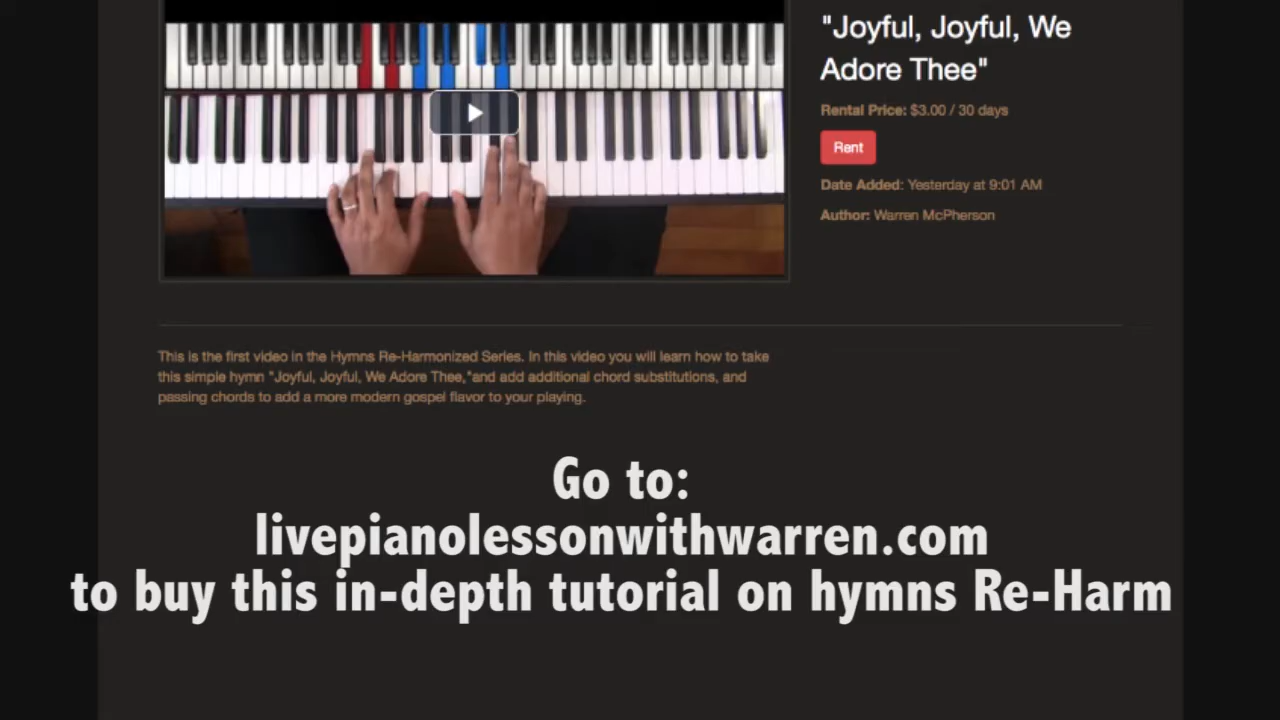 "Joyful, Joyful, We
Adore Thee"
Rental Price: $3.00 / 30 days
Rent
Date Added: Yesterday at 9:01 AM
Author: Warren McPherson
This is the first video in the Hymns Re-Harmonized Series. In this video you will learn how to take
this simple hymn "Joyful, Joyful, We Adore Thee,"and add additional chord substitutions, and
passing chords to add a more modern gospel flavor to your playing.
Go to:
livepianolessonwithwarren.com
to buy this in-depth tutorial on hymns Re-Harm